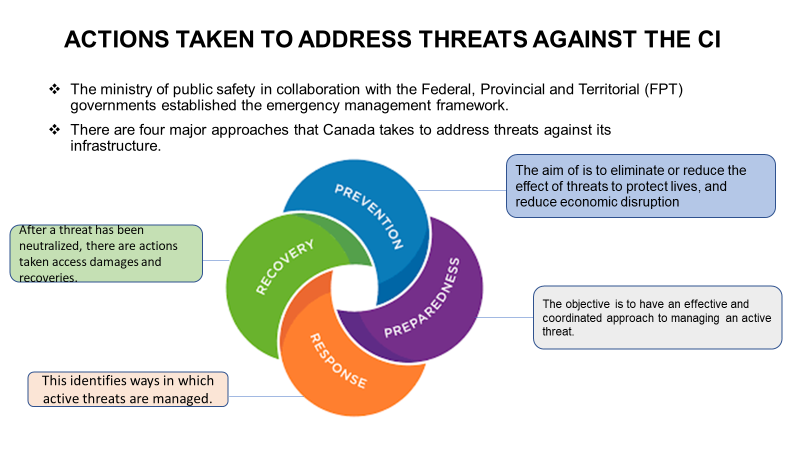 ACTIONS TAKEN TO ADDRESS THREATS AGAINST THE CI
❖ The ministry of public safety in collaboration with the Federal, Provincial and Territorial (FPT)
governments established the emergency management framework.
❖ There are four major approaches that Canada takes to address threats against its
infrastructure.
PREVENTION
The aim of is to eliminate or reduce the
effect of threats to protect lives, and
reduce economic disruption
After a threat has been
neutralized, there are actions
taken access damages and
recoveries.
RECOVERY
PREPAREDNESS
The objective is to have an effective and
coordinated approach to managing an active
threat.
RESPONSE
This identifies ways in which
active threats are managed.